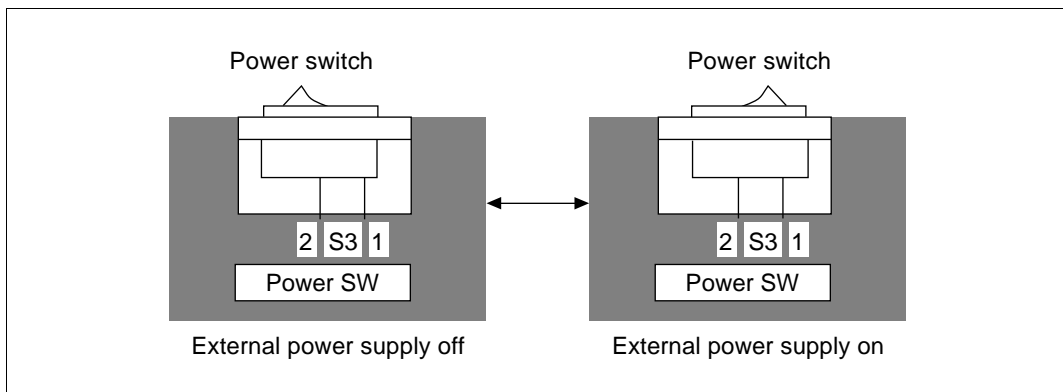 Power switch
Power switch
2 S3 1
2 S3 1
Power SW
Power SW
External power supply off
External power supply on